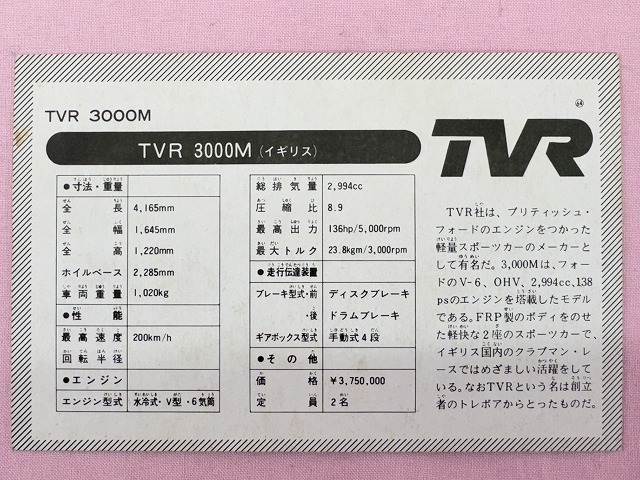 TVR 3000M
64
TVR
TVR 3000M (イギリス)
●寸法・重量
全長 4,165mm
全幅 1,645mm
全高 1,220mm
ホイルベース 2,285mm
車両重量 1,020kg
●性能
最高速度 200km/h
回転半径
●エンジン
エンジン型式 水冷式・V型・6気筒
総排気量 2,994cc
圧縮比 8.9
最高出力 136hp/5,000rpm
最大トルク 23.8kgm/3,000rpm
●走行伝達装置
ブレーキ型式・前 ディスクブレーキ
・後 ドラムブレーキ
ギアボックス型式 手動式4段
●その他
価格 ¥3,750,000
定員 2名
TVR社は、ブリティッシュ・
フォードのエンジンをつかった
軽量スポーツカーのメーカーと
して有名だ。3,000Mは、フォー
ドのV-6、OHV、2,994cc、138
psのエンジンを塔載したモデル
である。FRP製のボディをのせ
た軽快な2座のスポーツカーで、
イギリス国内のクラブマン・レ
ースではめざましい活躍をして
いる。なおTVRという名は創立
者のトレボアからとったものだ。